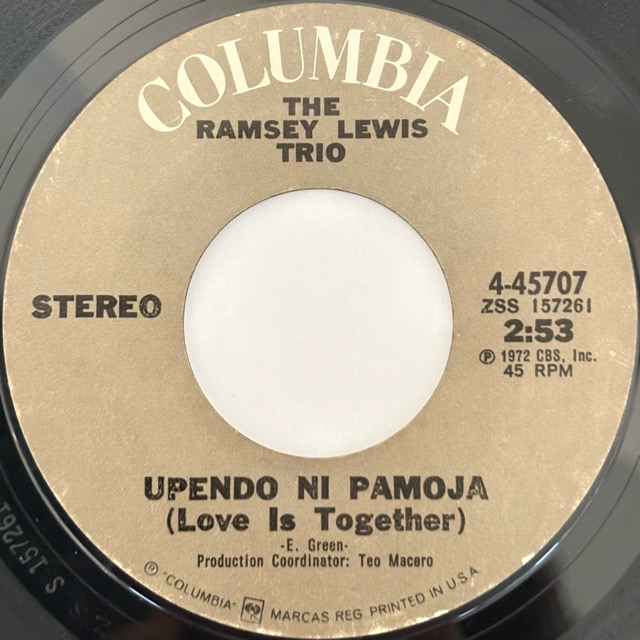 COLUMBIA
THE
RAMSEY LEWIS
TRIO
STEREO
4-45707
ZSS 157261
2:53
Ⓟ 1972 CBS, Inc.
45 RPM
UPENDO NI PAMOJA
(Love Is Together)
-E. Green-
Production Coordinator: Teo Macero
® "COLUMBIA" MARCAS REG. PRINTED IN U.S.A.
S 157261